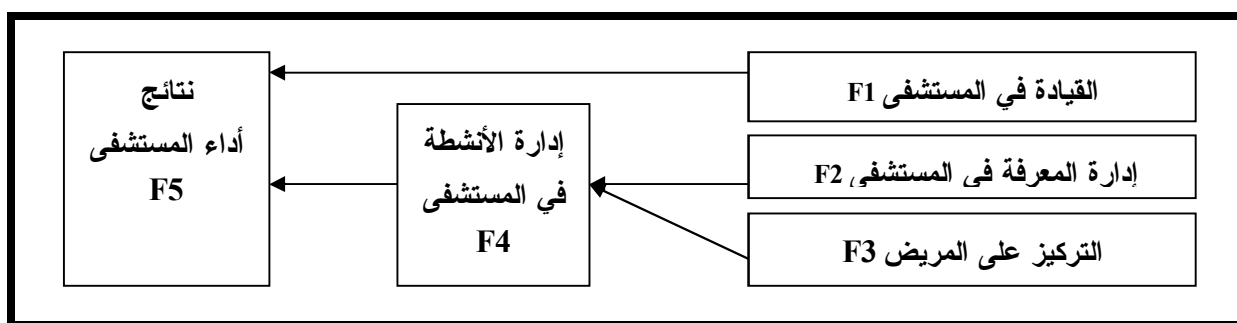 القيادة في المستشفى F1
إدارة المعرفة في المستشفى F2
التركيز على المريض F3
إدارة الأنشطة
في المستشفى
F4
نتائج
أداء المستشفى
F5